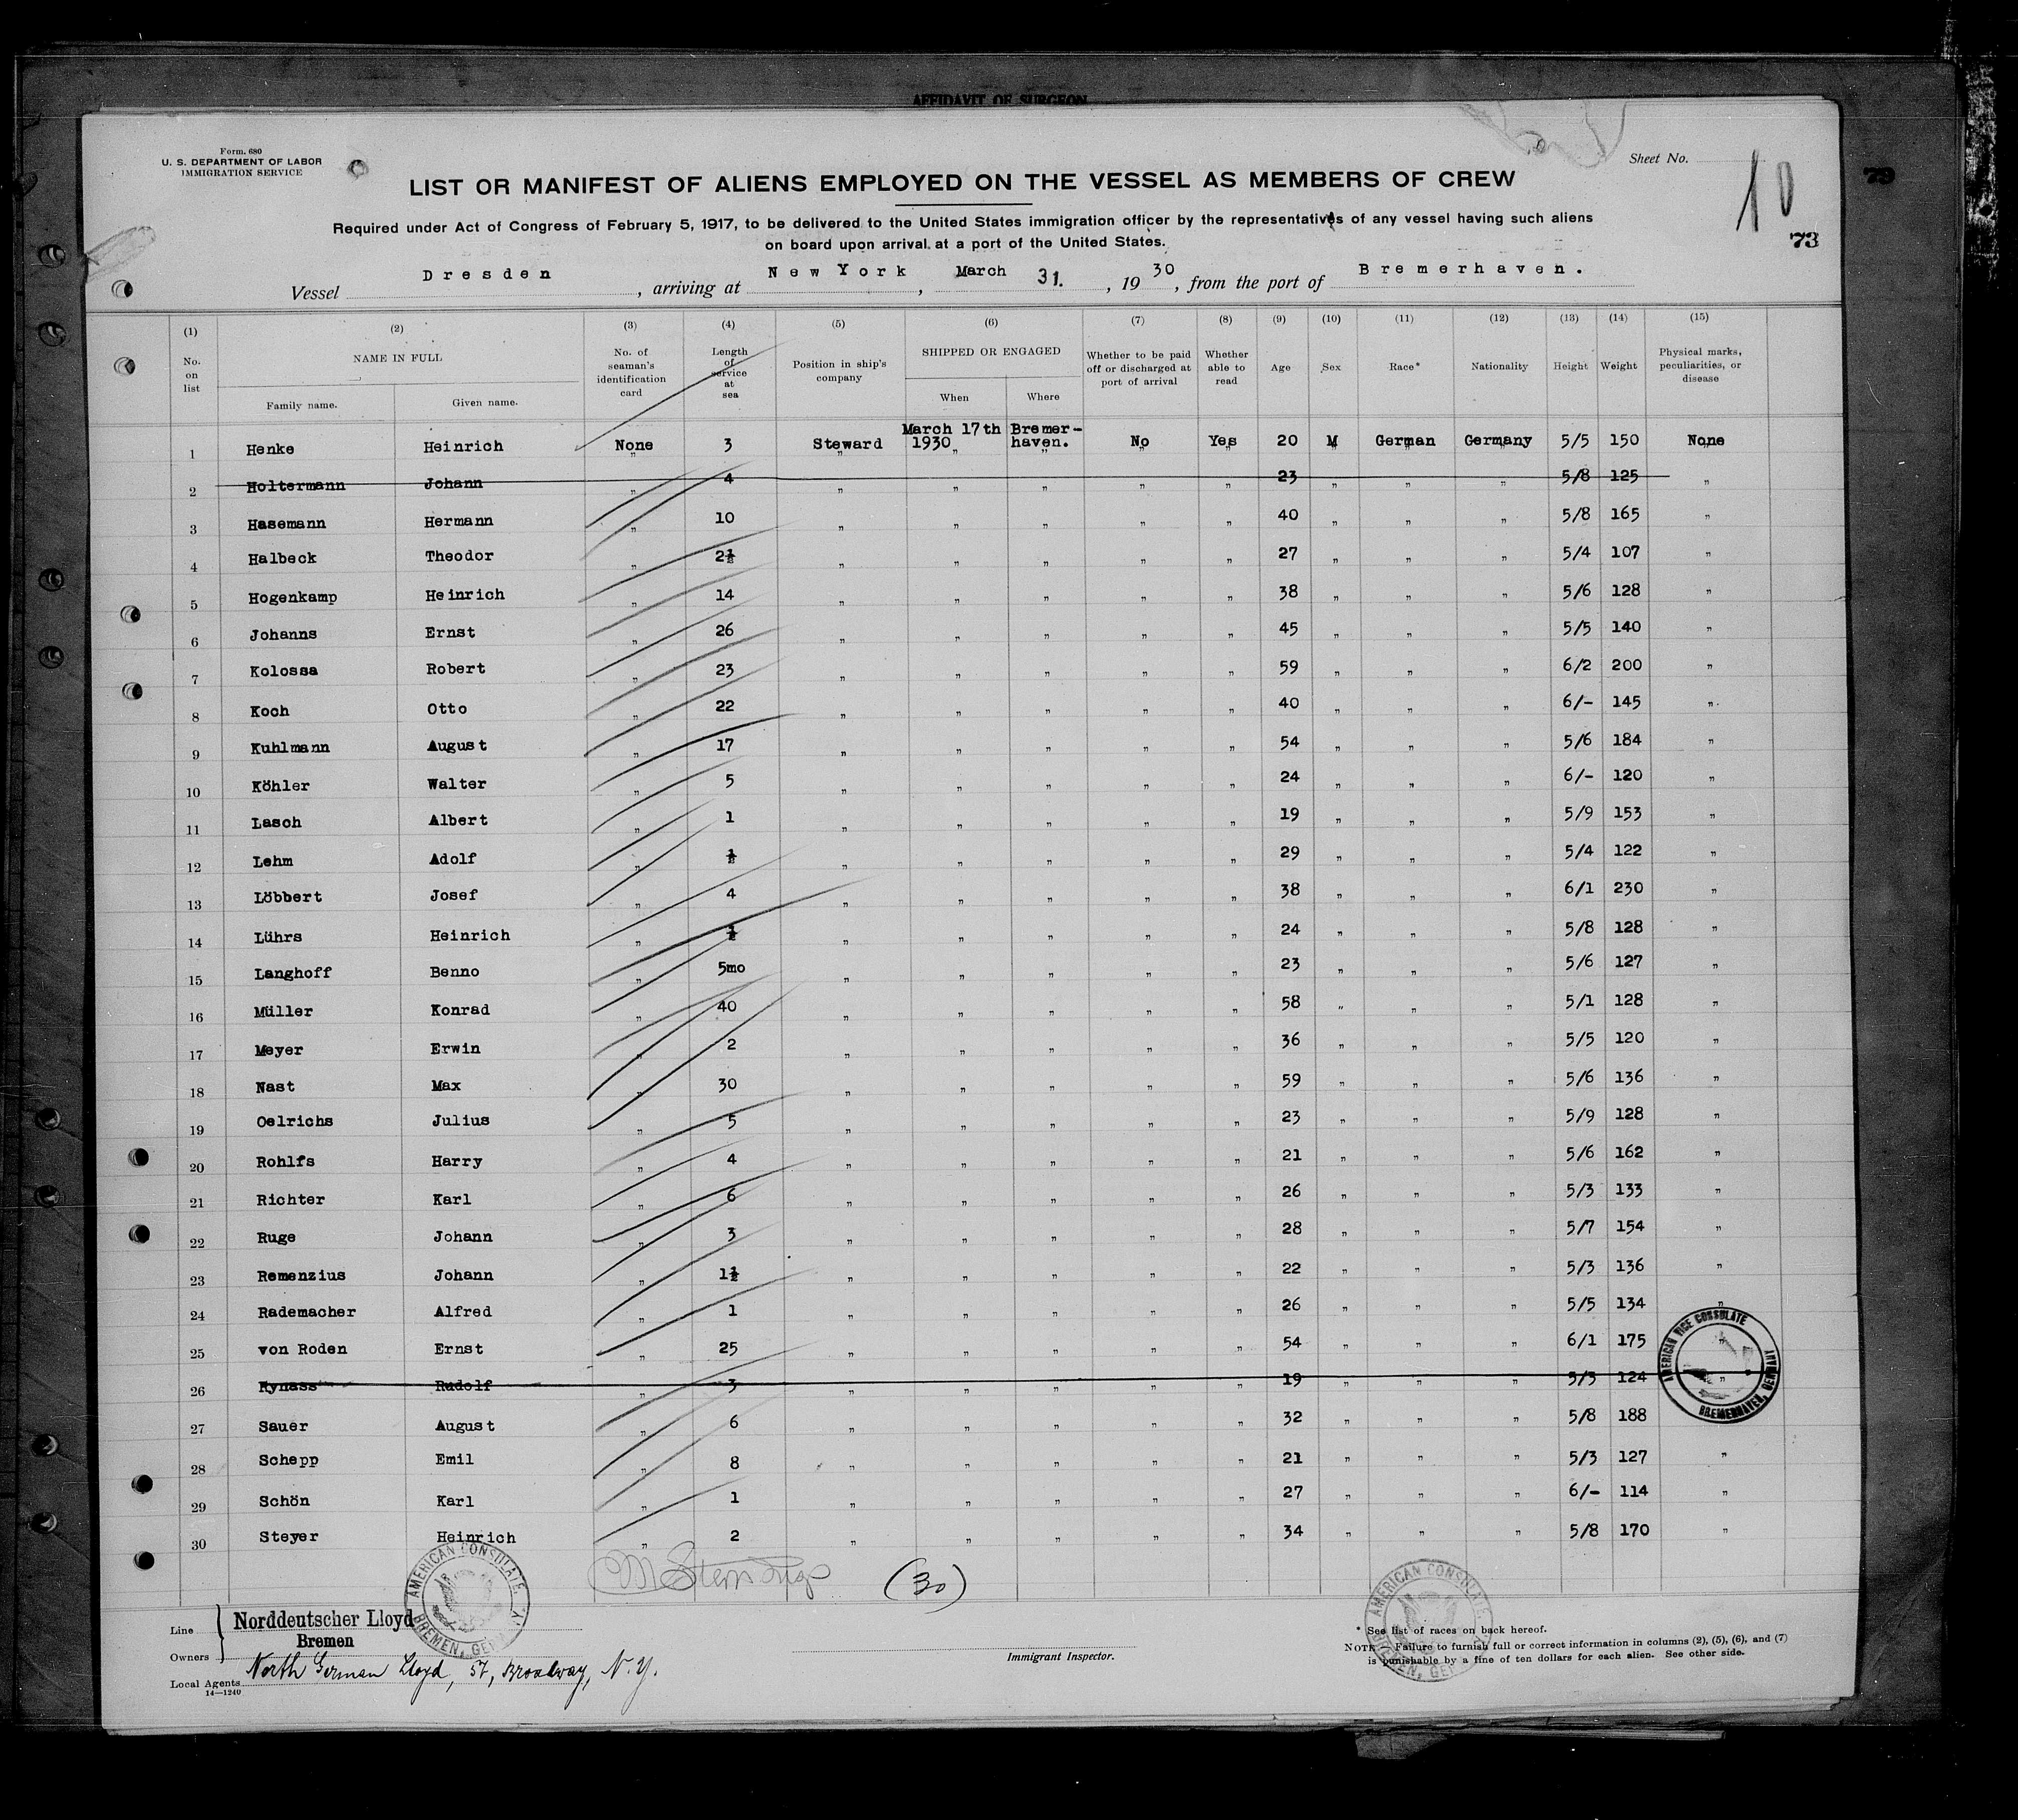 AFFIDAVIT OF SURGEON
Form. 680
U. S. DEPARTMENT OF LABOR
IMMIGRATION SERVICE
Sheet No.
10
73
73
LIST OR MANIFEST OF ALIENS EMPLOYED ON THE VESSEL AS MEMBERS OF CREW
Required under Act of Congress of February 5, 1917, to be delivered to the United States immigration officer by the representatives of any vessel having such aliens
on board upon arrival at a port of the United States.
Vessel Dresden, arriving at New York, March 31., 1930, from the port of Bremerhaven.
(1) (2) (3) (4) (5) (6) (7) (8) (9) (10) (11) (12) (13) (14) (15)
No. on list NAME IN FULL Family name. Given name. No. of seaman's identification card Length of service at sea Position in ship's company SHIPPED OR ENGAGED When Where Whether to be paid off or discharged at port of arrival Whether able to read Age Sex Race* Nationality Height Weight Physical marks, peculiarities, or disease
1 Henke Heinrich None 3 Steward March 17th 1930 Bremerhaven. No Yes 20 M German Germany 5/5 150 None
2 Holtermann Johann " 4 " " " " " 23 " " " 5/8 125 "
3 Hasemann Hermann " 10 " " " " " 40 " " " 5/8 165 "
4 Halbeck Theodor " 2½ " " " " " 27 " " " 5/4 107 "
5 Hogenkamp Heinrich " 14 " " " " " 38 " " " 5/6 128 "
6 Johanns Ernst " 26 " " " " " 45 " " " 5/5 140 "
7 Kolossa Robert " 23 " " " " " 59 " " " 6/2 200 "
8 Koch Otto " 22 " " " " " 40 " " " 6/- 145 "
9 Kuhlmann August " 17 " " " " " 54 " " " 5/6 184 "
10 Köhler Walter " 5 " " " " " 24 " " " 6/- 120 "
11 Lasch Albert " 1 " " " " " 19 " " " 5/9 153 "
12 Lehm Adolf " ½ " " " " " 29 " " " 5/4 122 "
13 Löbbert Josef " 4 " " " " " 38 " " " 6/1 230 "
14 Lührs Heinrich " ½ " " " " " 24 " " " 5/8 128 "
15 Langhoff Benno " 5mo " " " " " 23 " " " 5/6 127 "
16 Müller Konrad " 40 " " " " " 58 " " " 5/1 128 "
17 Meyer Erwin " 2 " " " " " 36 " " " 5/5 120 "
18 Nast Max " 30 " " " " " 59 " " " 5/6 136 "
19 Oelrichs Julius " 5 " " " " " 23 " " " 5/9 128 "
20 Rohlfs Harry " 4 " " " " " 21 " " " 5/6 162 "
21 Richter Karl " 6 " " " " " 26 " " " 5/3 133 "
22 Ruge Johann " 3 " " " " " 28 " " " 5/7 154 "
23 Remenzius Johann " 1½ " " " " " 22 " " " 5/3 136 "
24 Rademacher Alfred " 1 " " " " " 26 " " " 5/5 134 "
25 von Roden Ernst " 25 " " " " " 54 " " " 6/1 175 "
26 Rynass Rudolf " 3 " " " " " 19 " " " 5/3 124 "
27 Sauer August " 6 " " " " " 32 " " " 5/8 188
28 Schepp Emil " 8 " " " " " 21 " " " 5/3 127 "
29 Schön Karl " 1 " " " " " 27 " " " 6/- 114 "
30 Steyer Heinrich " 2 " " " " " 34 " " " 5/8 170 "
AMERICAN VICE CONSULATE BREMERHAVEN, GERMANY
(30)
AMERICAN CONSULATE BREMEN, GERMANY
AMERICAN CONSULATE BREMEN, GERMANY
Line Norddeutscher Lloyd
Bremen
Owners
Local Agents North German Lloyd, 57, Broadway, N.Y.
14—1240
Immigrant Inspector.
* See list of races on back hereof.
NOTE.—Failure to furnish full or correct information in columns (2), (5), (6), and (7)
is punishable by a fine of ten dollars for each alien. See other side.